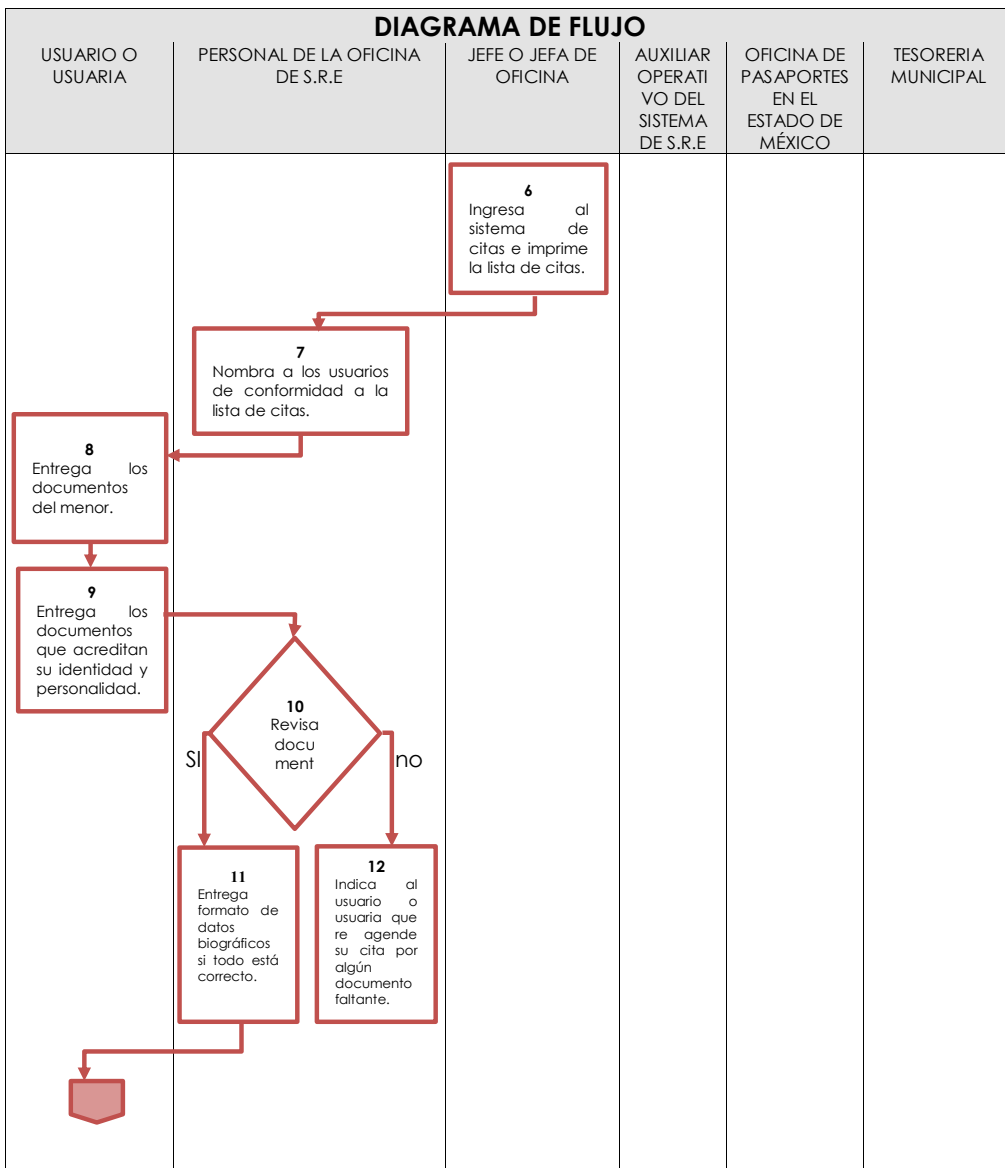 DIAGRAMA DE FLUJO
USUARIO O
USUARIA
PERSONAL DE LA OFICINA
DE S.R.E
JEFE O JEFA DE
OFICINA
AUXILIAR
OPERATI
VO DEL
SISTEMA
DE S.R.E
OFICINA DE
PASAPORTES
EN EL
ESTADO DE
MÉXICO
TESORERIA
MUNICIPAL
6
Ingresa al
sistema de
citas e imprime
la lista de citas.
7
Nombra a los usuarios
de conformidad a la
lista de citas.
8
Entrega los
documentos
del menor.
9
Entrega los
documentos
que acreditan
su identidad y
personalidad.
10
Revisa
docu
ment
SI
no
11
Entrega
formato de
datos
biográficos
si todo está
correcto.
12
Indica al
usuario o
usuaria que
re agende
su cita por
algún
documento
faltante.